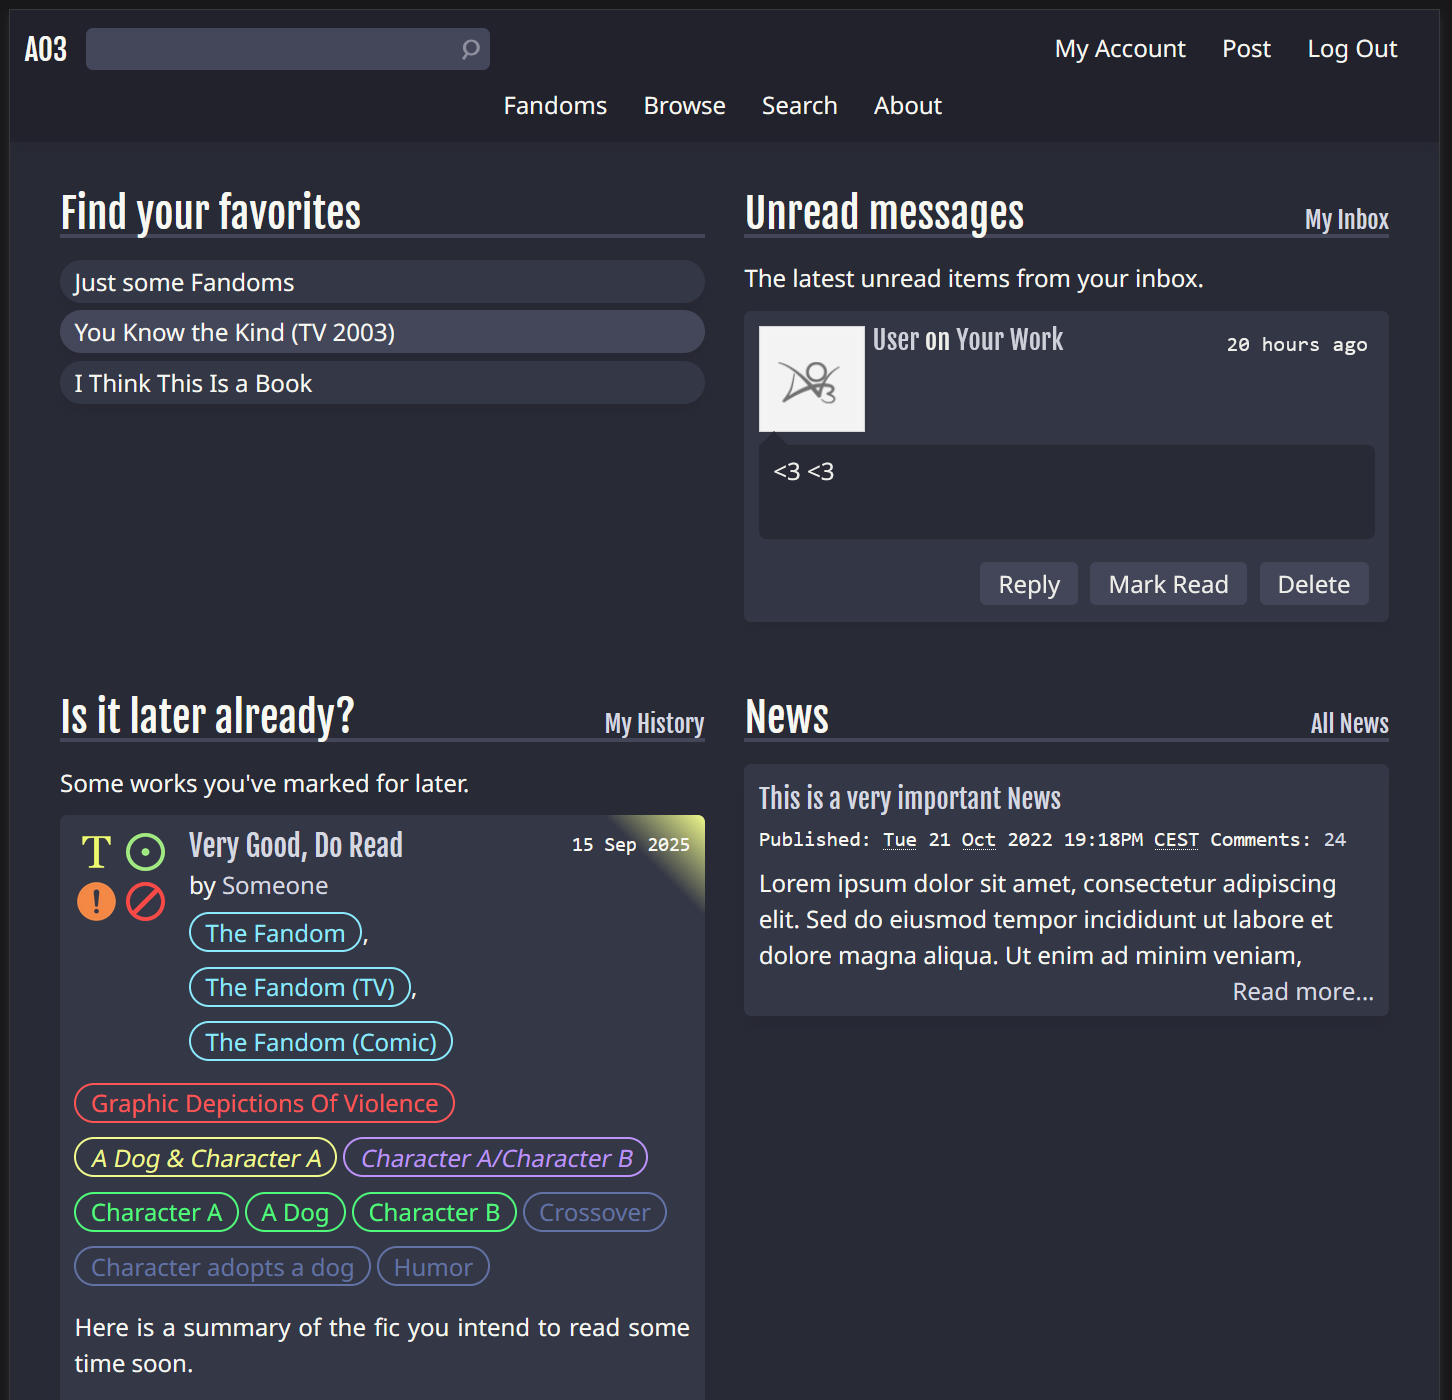 AO3
My Account Post Log Out
Fandoms Browse Search About
Find your favorites
Just some Fandoms
You Know the Kind (TV 2003)
I Think This Is a Book
Unread messages My Inbox
The latest unread items from your inbox.
User on Your Work 20 hours ago
<3 <3
Reply Mark Read Delete
Is it later already? My History
Some works you've marked for later.
T
!
Very Good, Do Read 15 Sep 2025
by Someone
The Fandom,
The Fandom (TV),
The Fandom (Comic)
Graphic Depictions Of Violence
A Dog & Character A Character A/Character B
Character A A Dog Character B Crossover
Character adopts a dog Humor
Here is a summary of the fic you intend to read some
time soon.
News All News
This is a very important News
Published: Tue 21 Oct 2022 19:18PM CEST Comments: 24
Lorem ipsum dolor sit amet, consectetur adipiscing
elit. Sed do eiusmod tempor incididunt ut labore et
dolore magna aliqua. Ut enim ad minim veniam,
Read more...